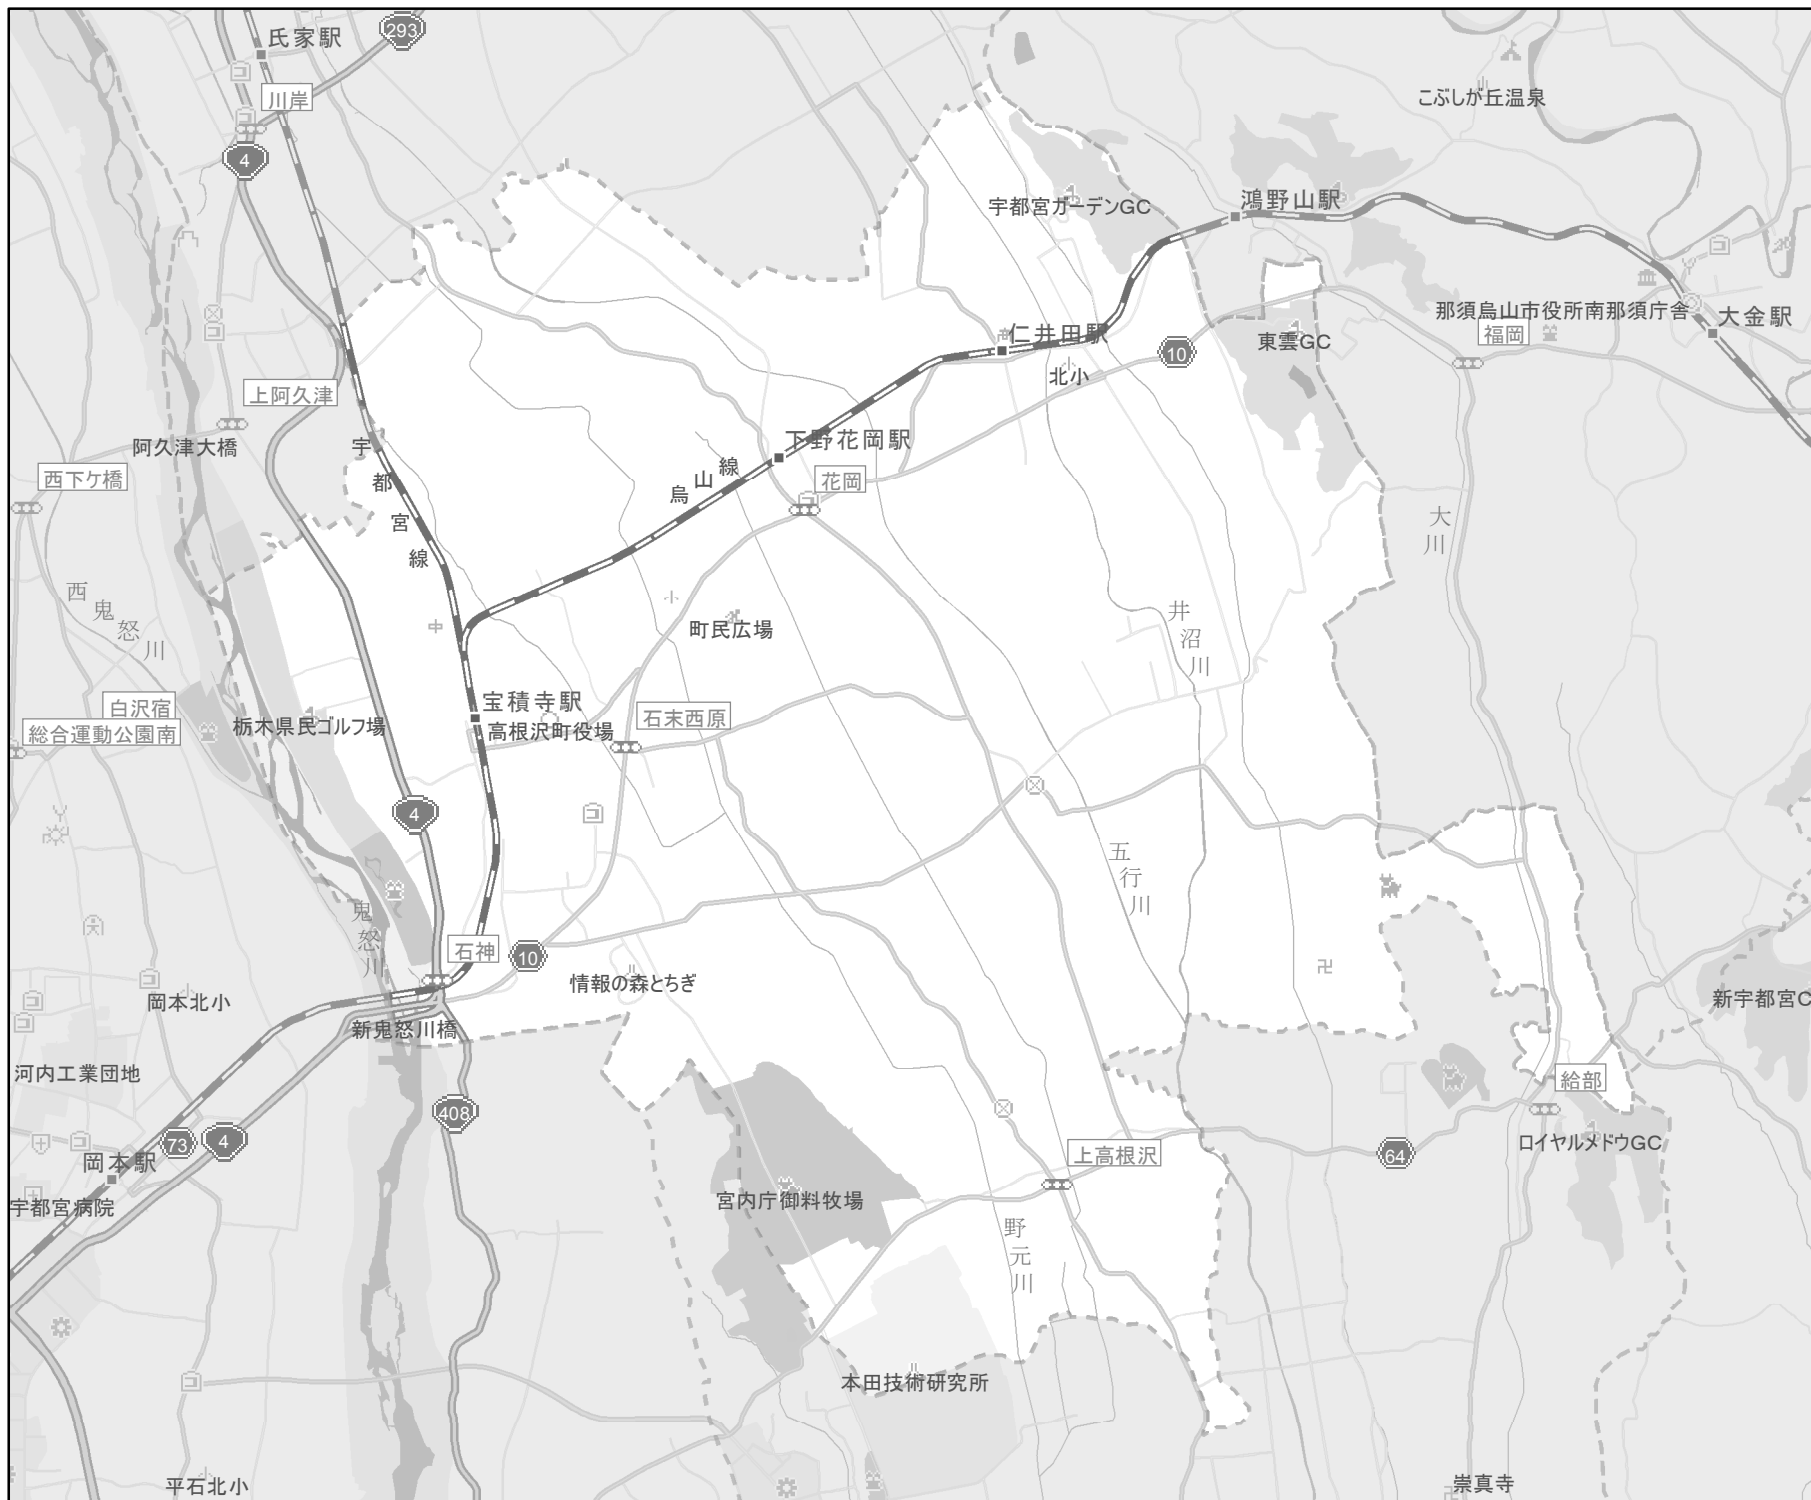 氏家駅
293
川岸
4
こぶしが丘温泉
宇都宮ガーデンGC
鴻野山駅
那須烏山市役所南那須庁舎
大金駅
福岡
仁井田駅
10
東雲GC
北小
上阿久津
阿久津大橋
宇都宮線
下野花岡駅
烏山線
花岡
西下ケ橋
大川
西鬼怒川
町民広場
井沼川
白沢宿
総合運動公園南
栃木県民ゴルフ場
宝積寺駅
高根沢町役場
石末西原
小
中
4
五行川
鬼怒川
石神
10
情報の森とちぎ
岡本北小
新鬼怒川橋
新宇都宮C
河内工業団地
給部
408
73
4
岡本駅
上高根沢
64
ロイヤルメドウGC
宇都宮病院
宮内庁御料牧場
野元川
本田技術研究所
平石北小
崇真寺